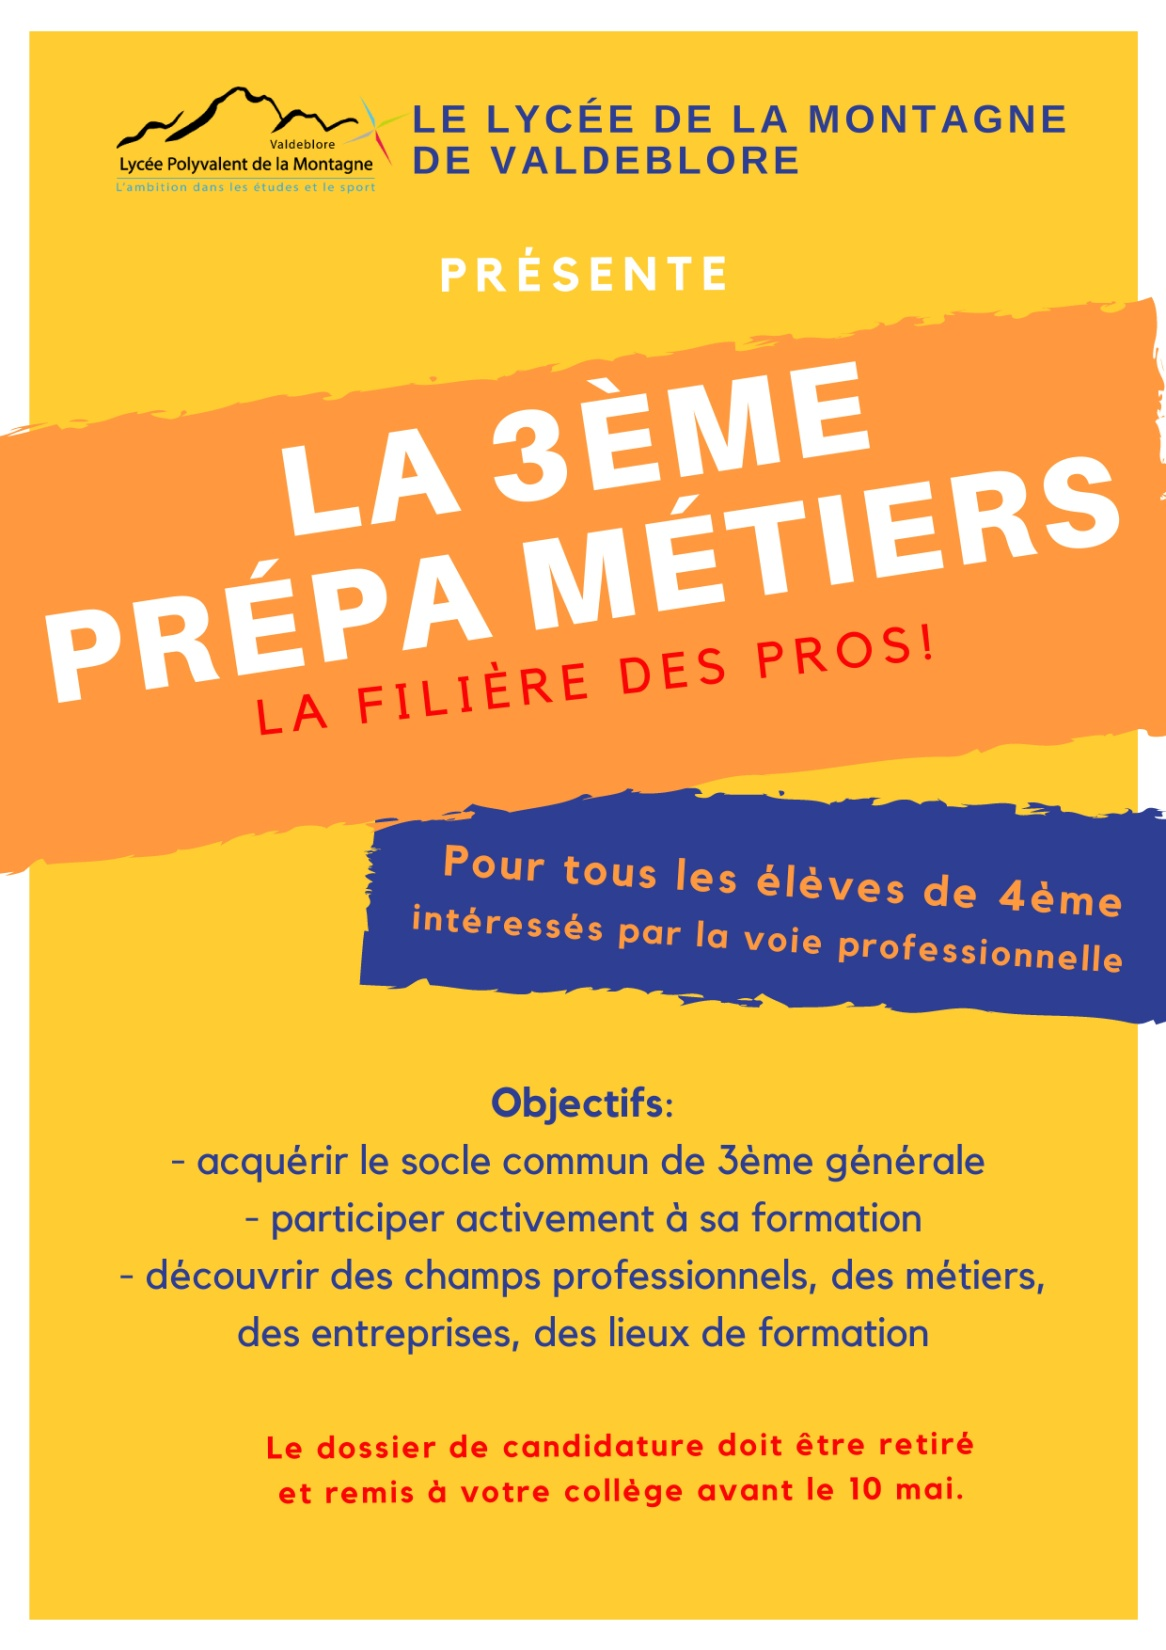 Valdeblore
Lycée Polyvalent de la Montagne
L'ambition dans les études et le sport
LE LYCÉE DE LA MONTAGNE
DE VALDEBLORE
PRÉSENTE
LA 3ÈME
PRÉPA MÉTIERS
LA FILIÈRE DES PROS!
Pour tous les élèves de 4ème
intéressés par la voie professionnelle
Objectifs:
- acquérir le socle commun de 3ème générale
- participer activement à sa formation
- découvrir des champs professionnels, des métiers,
des entreprises, des lieux de formation
Le dossier de candidature doit être retiré
et remis à votre collège avant le 10 mai.